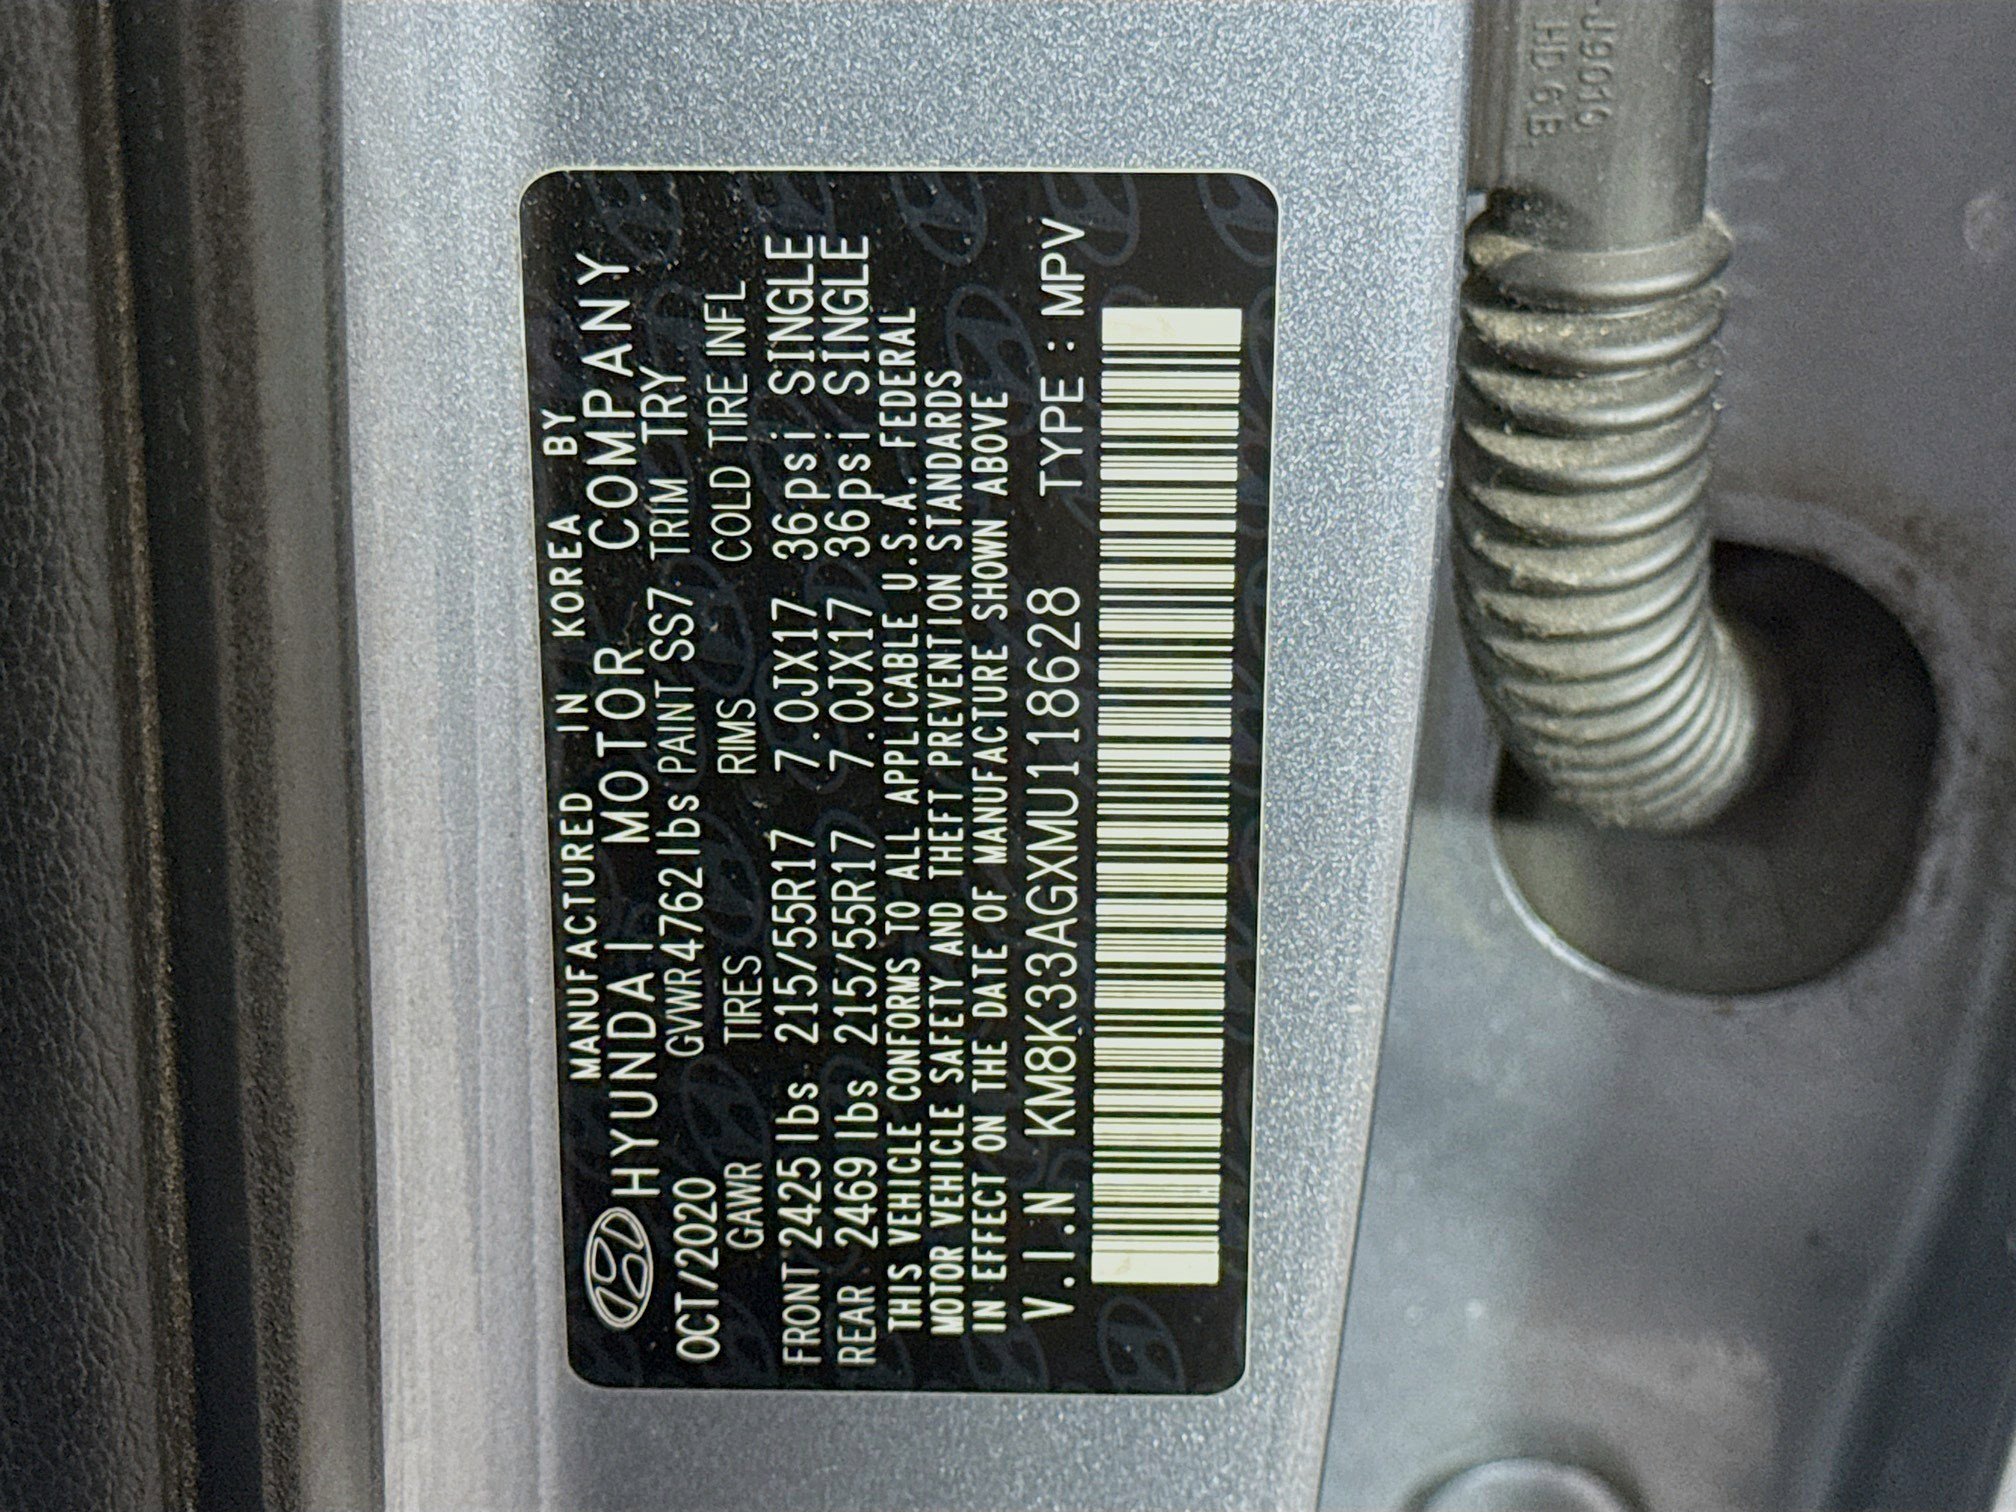 MANUFACTURED IN KOREA BY
HYUNDAI MOTOR COMPANY
OCT/2020 GVWR 4762lbs PAINT SS7 TRIM TRY
GAWR TIRES RIMS COLD TIRE INFL
FRONT 2425lbs 215/55R17 7.0JX17 36psi SINGLE
REAR 2469lbs 215/55R17 7.0JX17 36psi SINGLE
THIS VEHICLE CONFORMS TO ALL APPLICABLE U.S.A. FEDERAL
MOTOR VEHICLE SAFETY AND THEFT PREVENTION STANDARDS
IN EFFECT ON THE DATE OF MANUFACTURE SHOWN ABOVE
V.I.N KM8K33AGXMU118628 TYPE : MPV
-J9010
HD 6.B